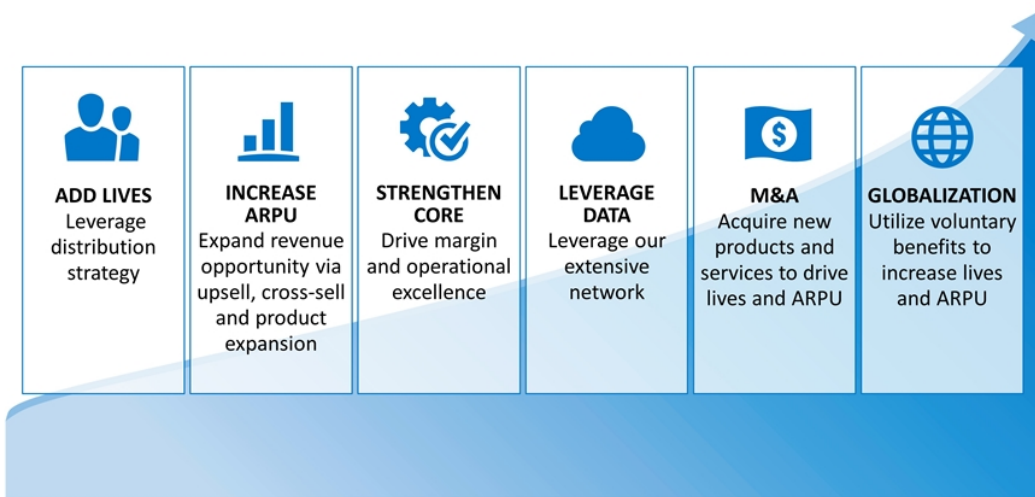 ADD LIVES
Leverage
distribution
strategy
INCREASE
ARPU
Expand revenue
opportunity via
upsell, cross-sell
and product
expansion
STRENGTHEN
CORE
Drive margin
and operational
excellence
LEVERAGE
DATA
Leverage our
extensive
network
$
M&A
Acquire new
products and
services to drive
lives and ARPU
GLOBALIZATION
Utilize voluntary
benefits to
increase lives
and ARPU